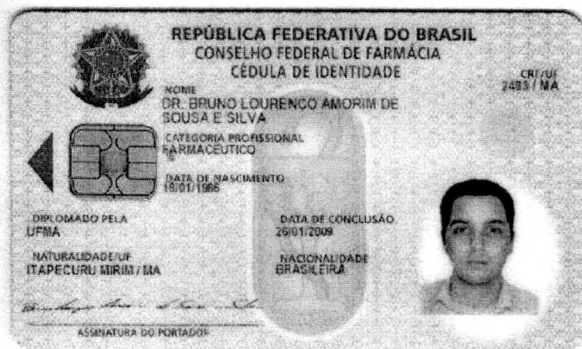 REPÚBLICA FEDERATIVA DO BRASIL
CONSELHO FEDERAL DE FARMÁCIA
CÉDULA DE IDENTIDADE
CRF/UF
2483 / MA
NOME
DR. BRUNO LOURENÇO AMORIM DE
SOUSA E SILVA
CATEGORIA PROFISSIONAL
FARMACEUTICO
DATA DE NASCIMENTO
18/01/1986
DIPLOMADO PELA
UFMA
DATA DE CONCLUSÃO
26/01/2009
NATURALIDADE/UF
ITAPECURU MIRIM / MA
NACIONALIDADE
BRASILEIRA
ASSINATURA DO PORTADOR